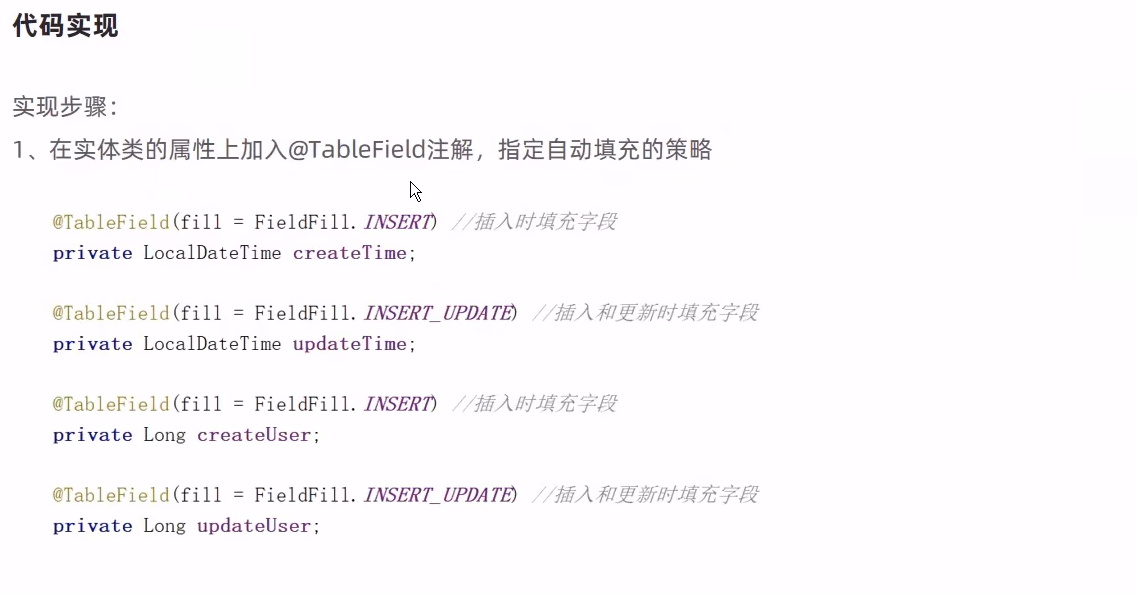 代码实现
实现步骤：
1、在实体类的属性上加入@TableField注解，指定自动填充的策略
@TableField(fill = FieldFill.INSERT) //插入时填充字段
private LocalDateTime createTime;
@TableField(fill = FieldFill.INSERT_UPDATE) //插入和更新时填充字段
private LocalDateTime updateTime;
@TableField(fill = FieldFill.INSERT) //插入时填充字段
private Long createUser;
@TableField(fill = FieldFill.INSERT_UPDATE) //插入和更新时填充字段
private Long updateUser;